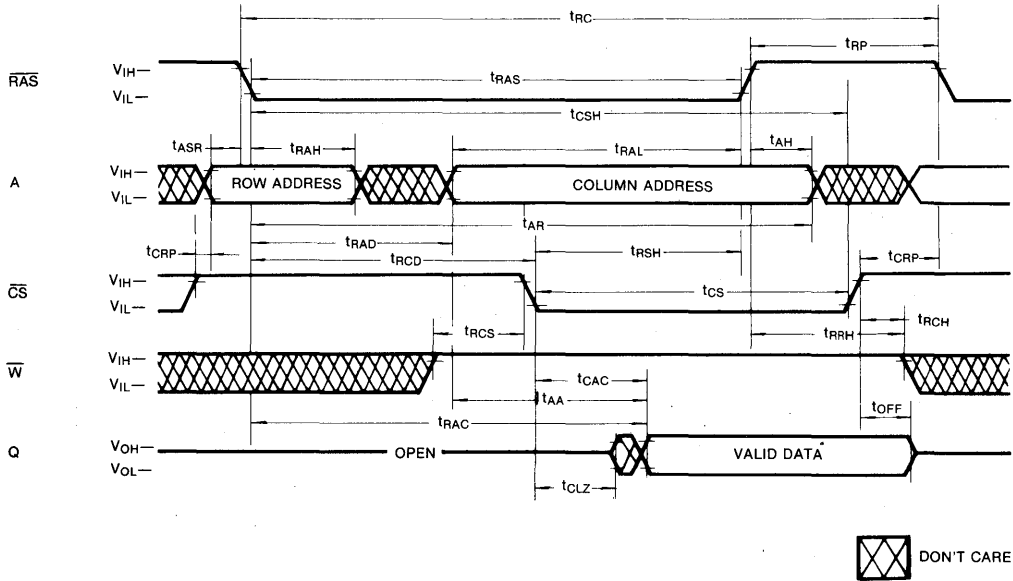 tRC
tRP
RAS
VIH—
VIL—
tRAS
tCSH
tASR
tRAH
tRAL
tAH
A
VIH—
VIL—
ROW ADDRESS
COLUMN ADDRESS
tAR
tRAD
tCRP
tRCD
tRSH
tCRP
CS
VIH—
VIL—
tCS
tRCS
tRCH
tRRH
W
VIH—
VIL—
tCAC
tAA
tOFF
tRAC
Q
VOH—
VOL—
OPEN
VALID DATA
tCLZ
DON'T CARE